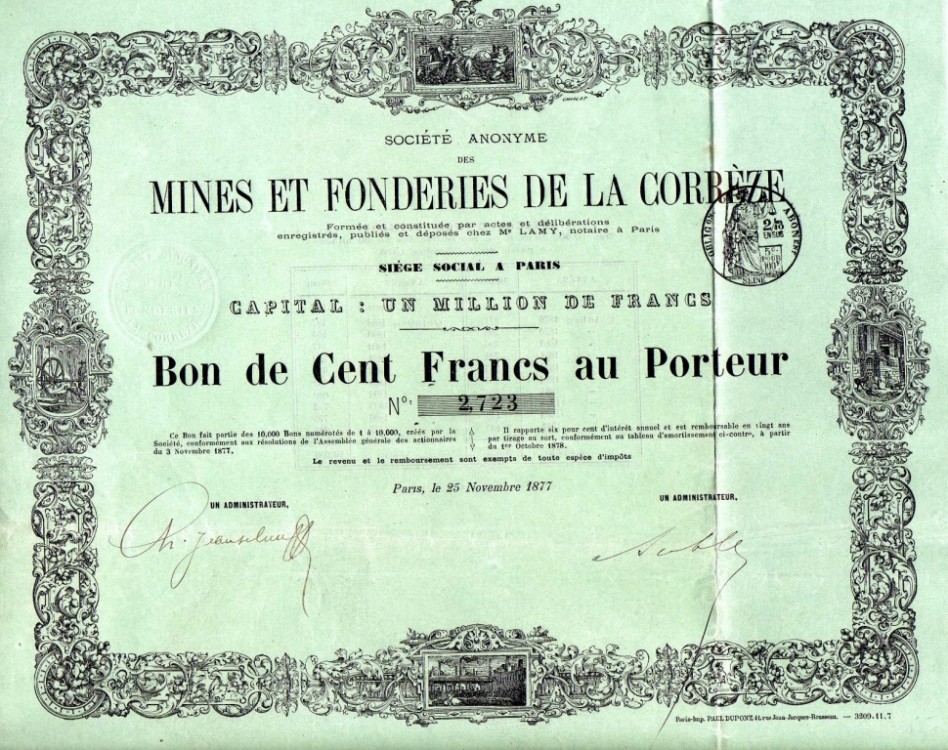 SOCIÉTÉ ANONYME
DES
MINES ET FONDERIES DE LA CORRÈZE
Formée et constituée par actes et délibérations
enregistrés, publiés et déposés chez Mᵉ LAMY, notaire à Paris
SIÉGE SOCIAL A PARIS
CAPITAL : UN MILLION DE FRANCS
Bon de Cent Francs au Porteur
Nº. 2,723
Ce Bon fait partie des 10,000 Bons numérotés de 1 à 10,000, créés par la
Société, conformément aux résolutions de l'Assemblée générale des actionnaires
du 3 Novembre 1877.
Il rapporte six pour cent d'intérêt annuel et est remboursable en vingt ans
par tirage au sort, conformément au tableau d'amortissement ci-contre, à partir
du 1er Octobre 1878.
Le revenu et le remboursement sont exempts de toute espèce d'impôts
Paris, le 25 Novembre 1877
UN ADMINISTRATEUR,
UN ADMINISTRATEUR,
Paris-Imp. PAUL DUPONT, 41, rue Jean-Jacques-Rousseau. — 3209.11.7